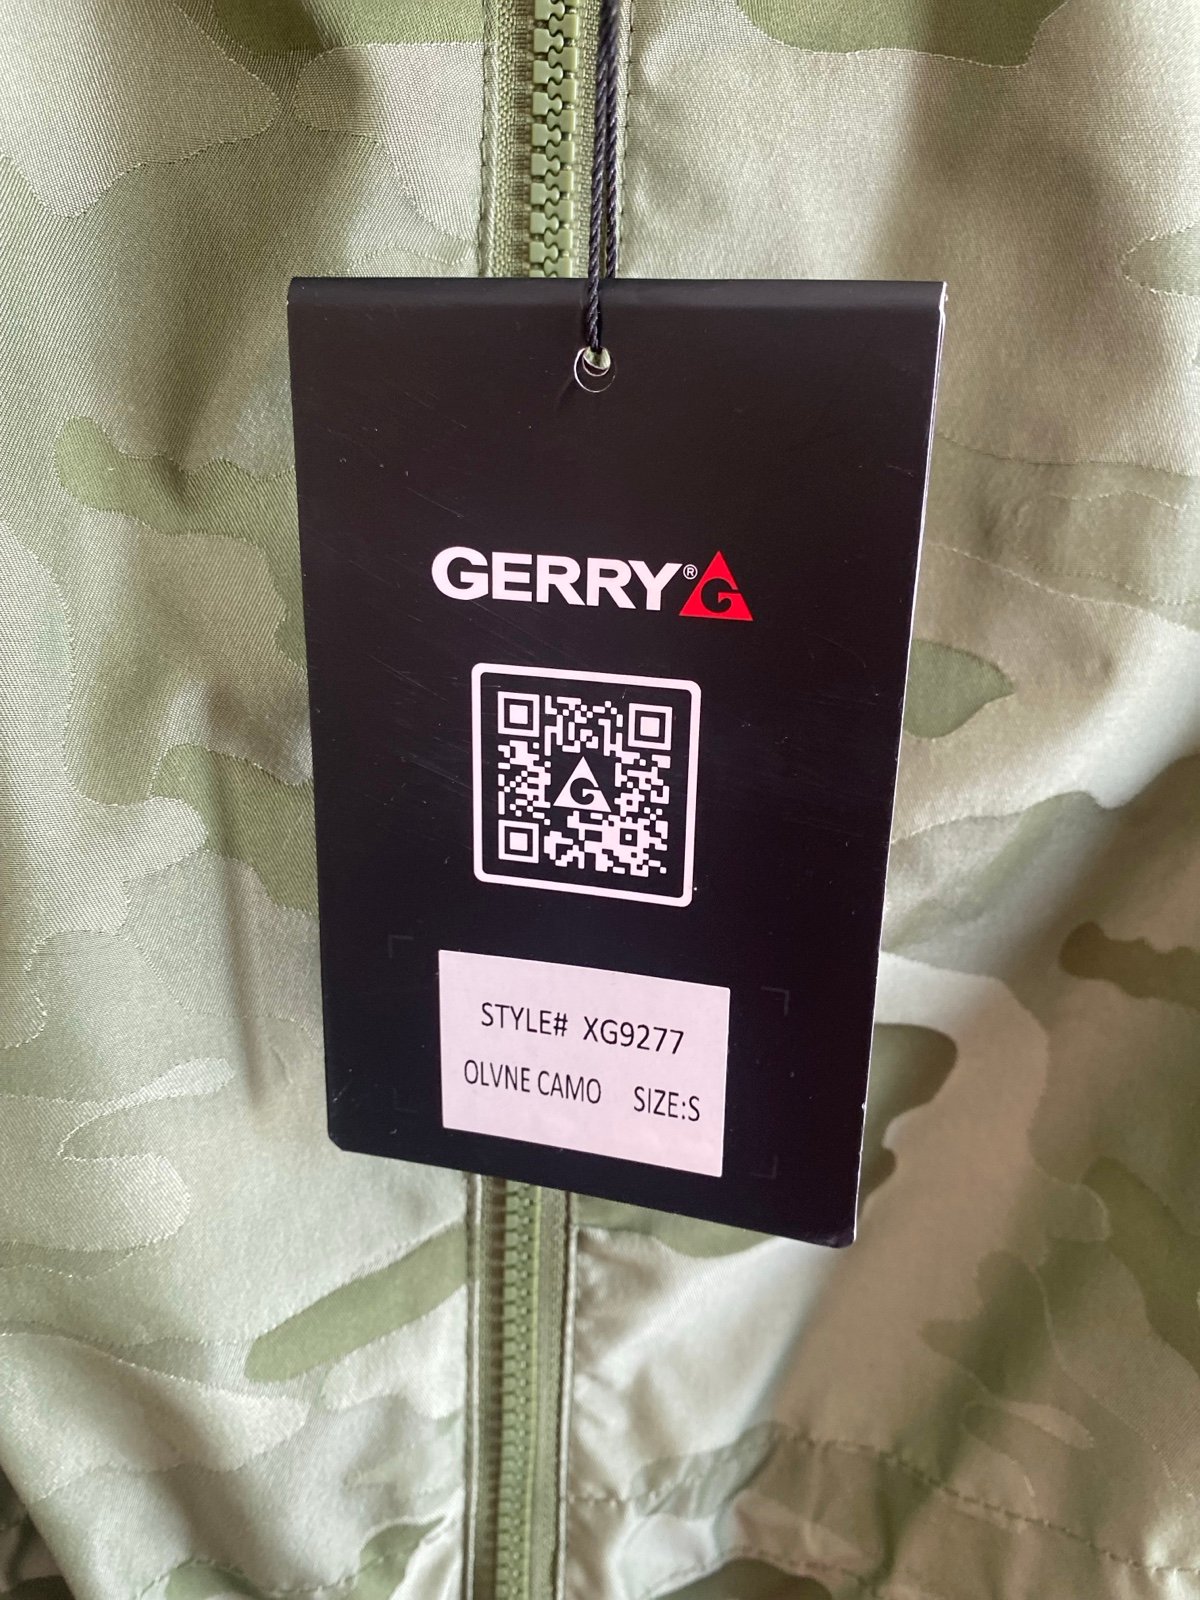 GERRY®
G
G
STYLE# XG9277
OLVNE CAMO SIZE:S